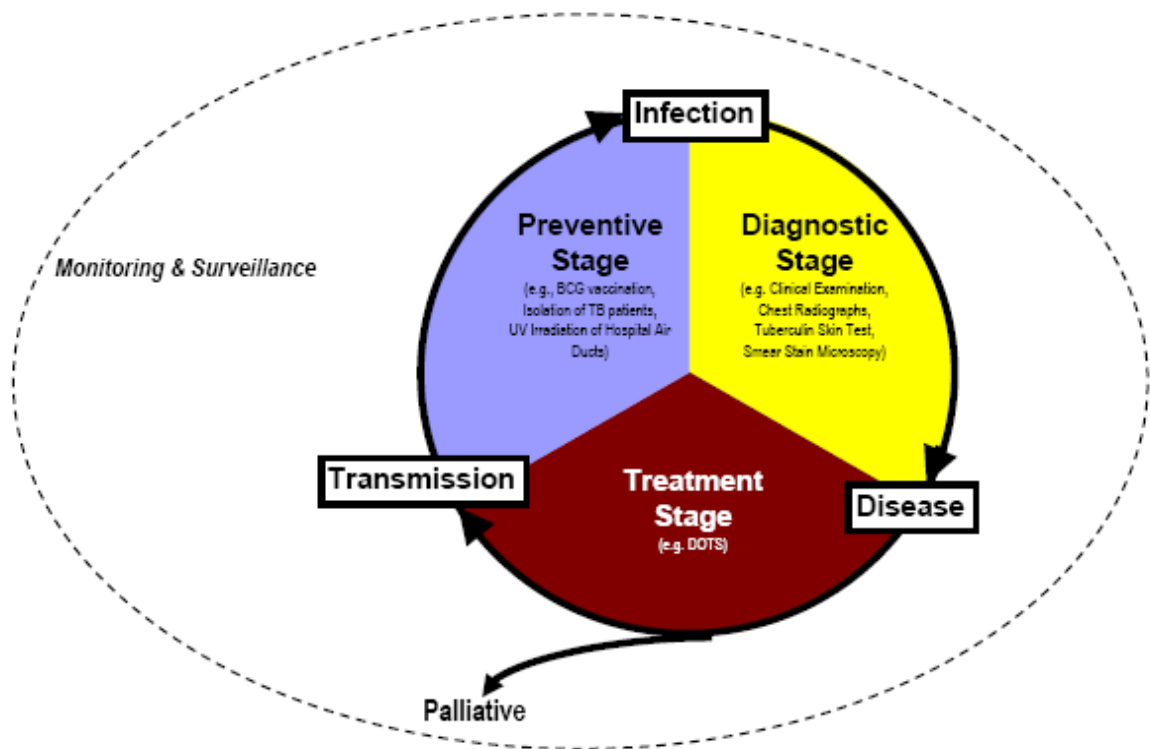 Infection
Preventive
Stage
(e.g., BCG vaccination,
Isolation of TB patients,
UV Irradiation of Hospital Air
Ducts)
Diagnostic
Stage
(e.g. Clinical Examination,
Chest Radiographs,
Tuberculin Skin Test,
Smear Stain Microscopy)
Monitoring & Surveillance
Transmission
Treatment
Stage
(e.g. DOTS)
Disease
Palliative